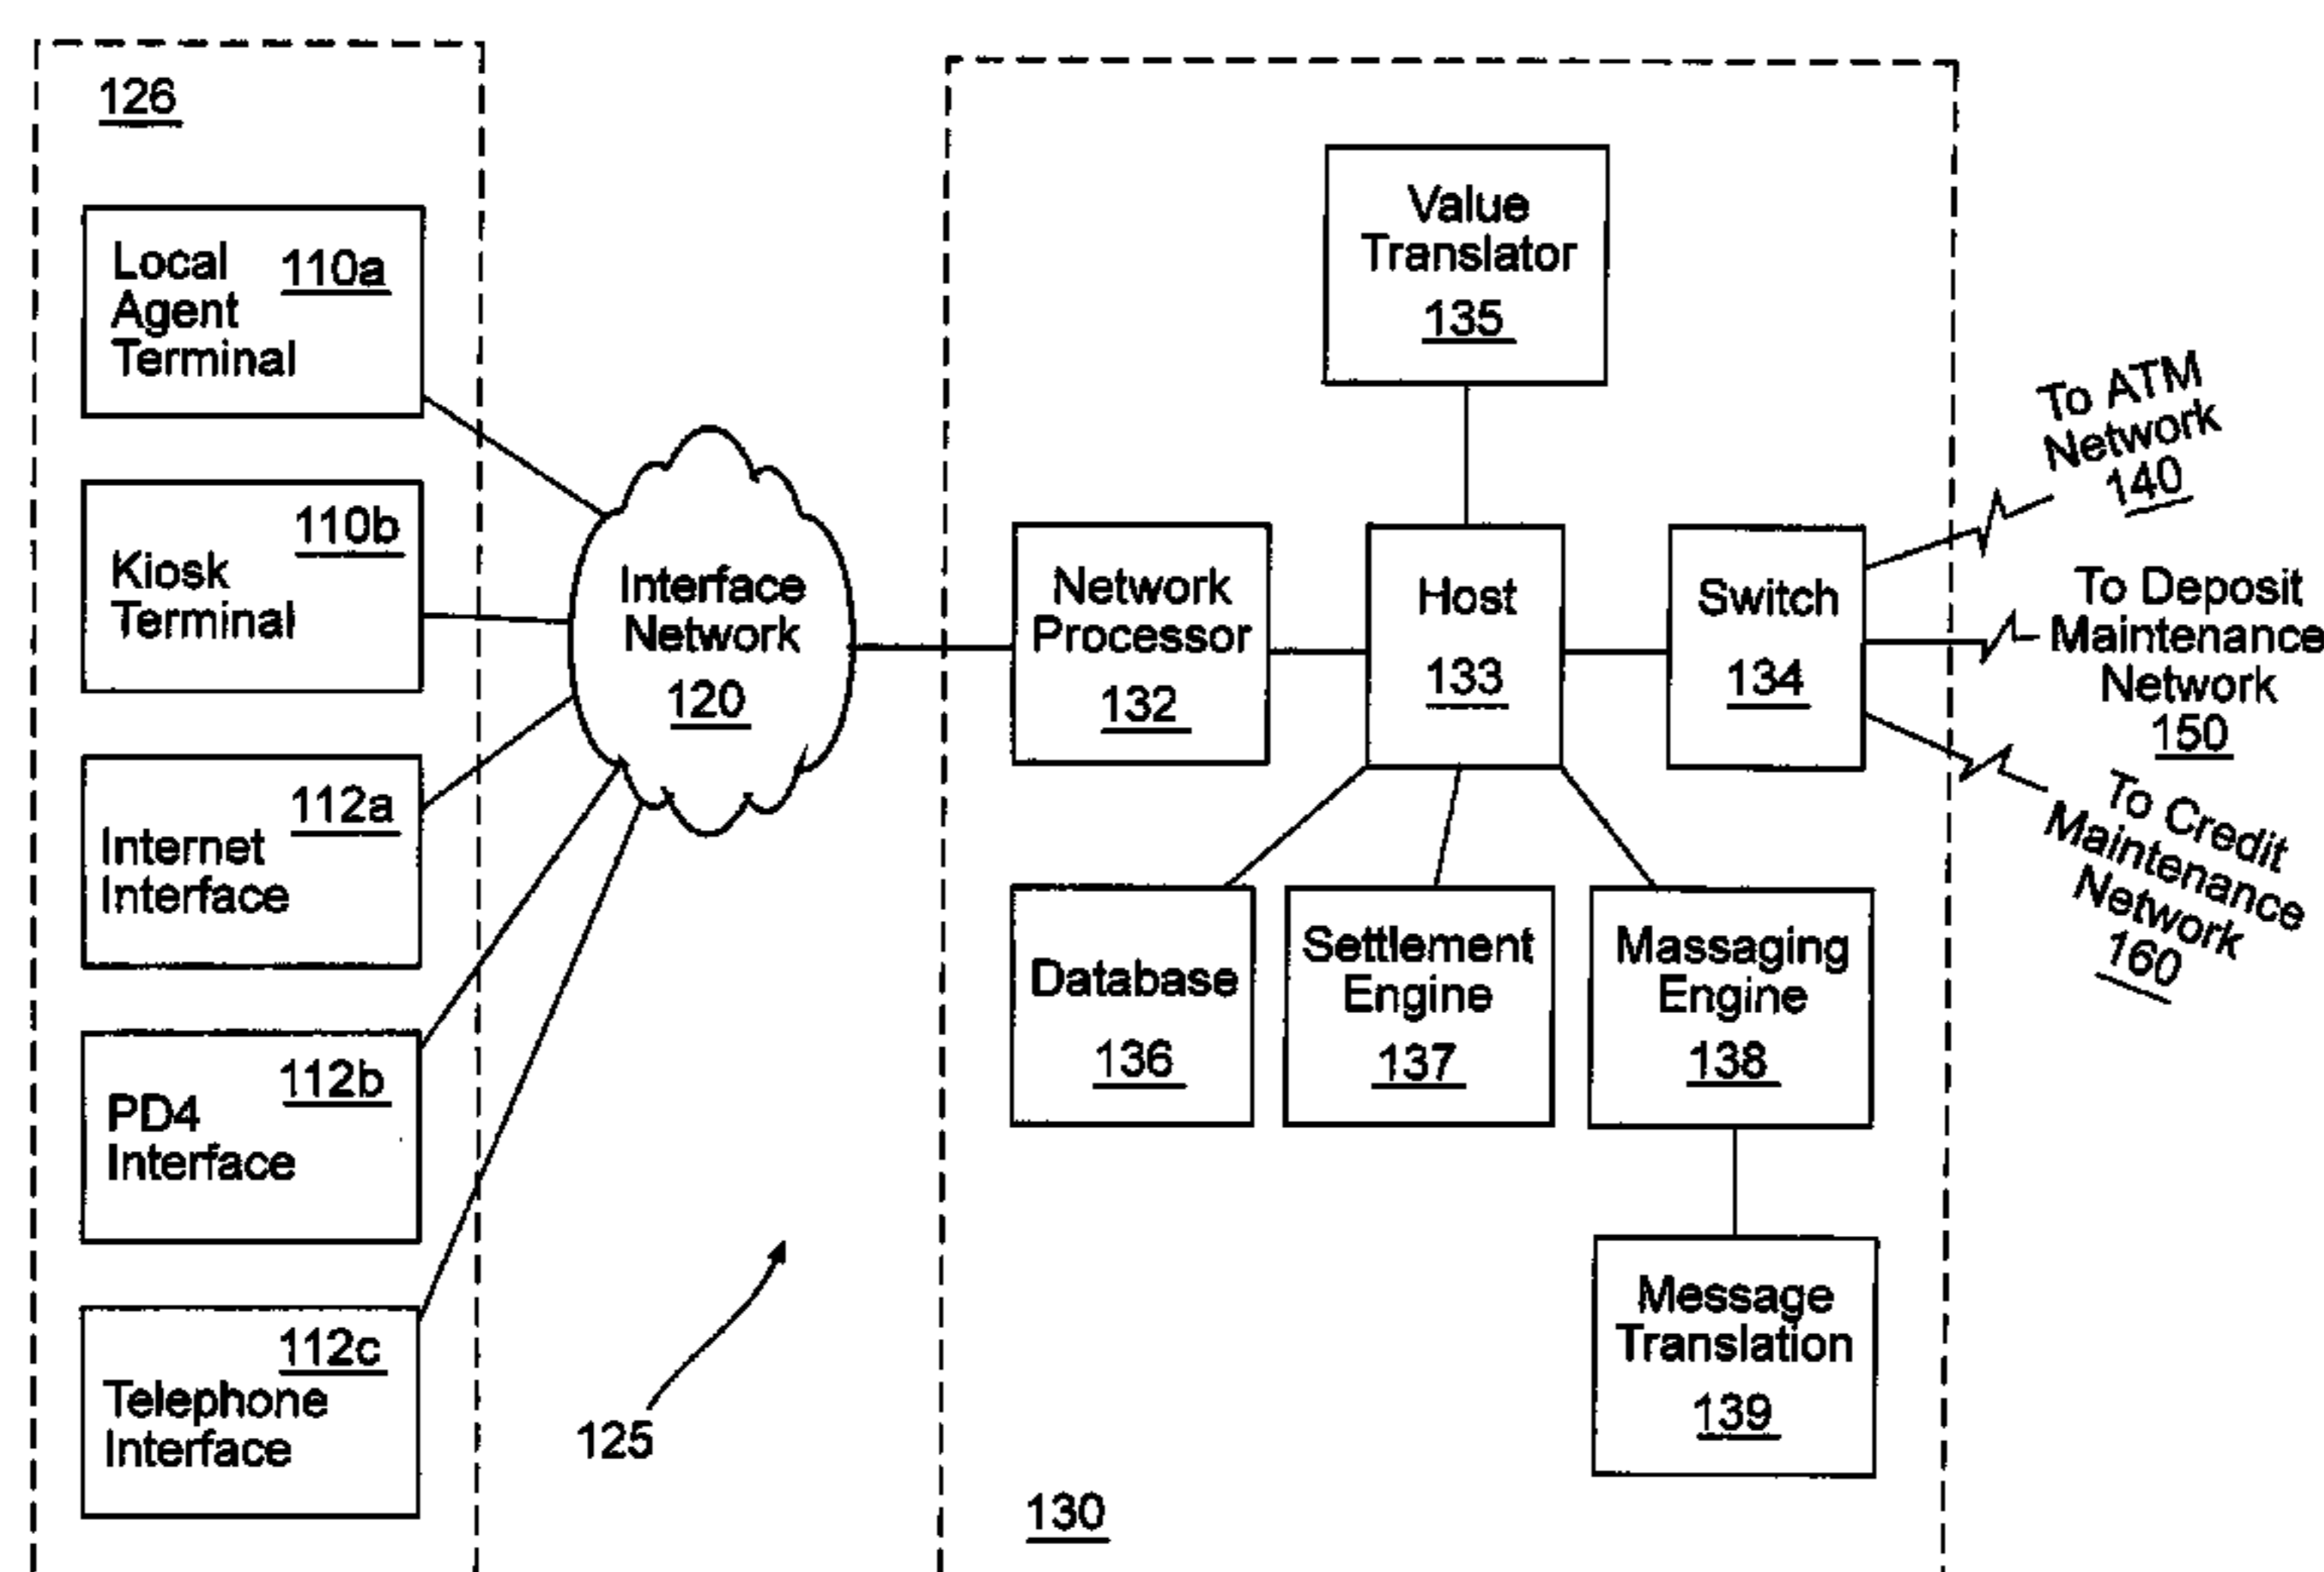 126
Local
Agent
Terminal
110a
110b
Kiosk
Terminal
112a
Internet
Interface
112b
PD4
Interface
112c
Telephone
Interface
Interface
Network
120
125
Value
Translator
135
Network
Processor
132
Host
133
Switch
134
Database
136
Settlement
Engine
137
Massaging
Engine
138
Message
Translation
139
130
To ATM
Network
140
To Deposit
Maintenance
Network
150
To Credit
Maintenance
Network
160